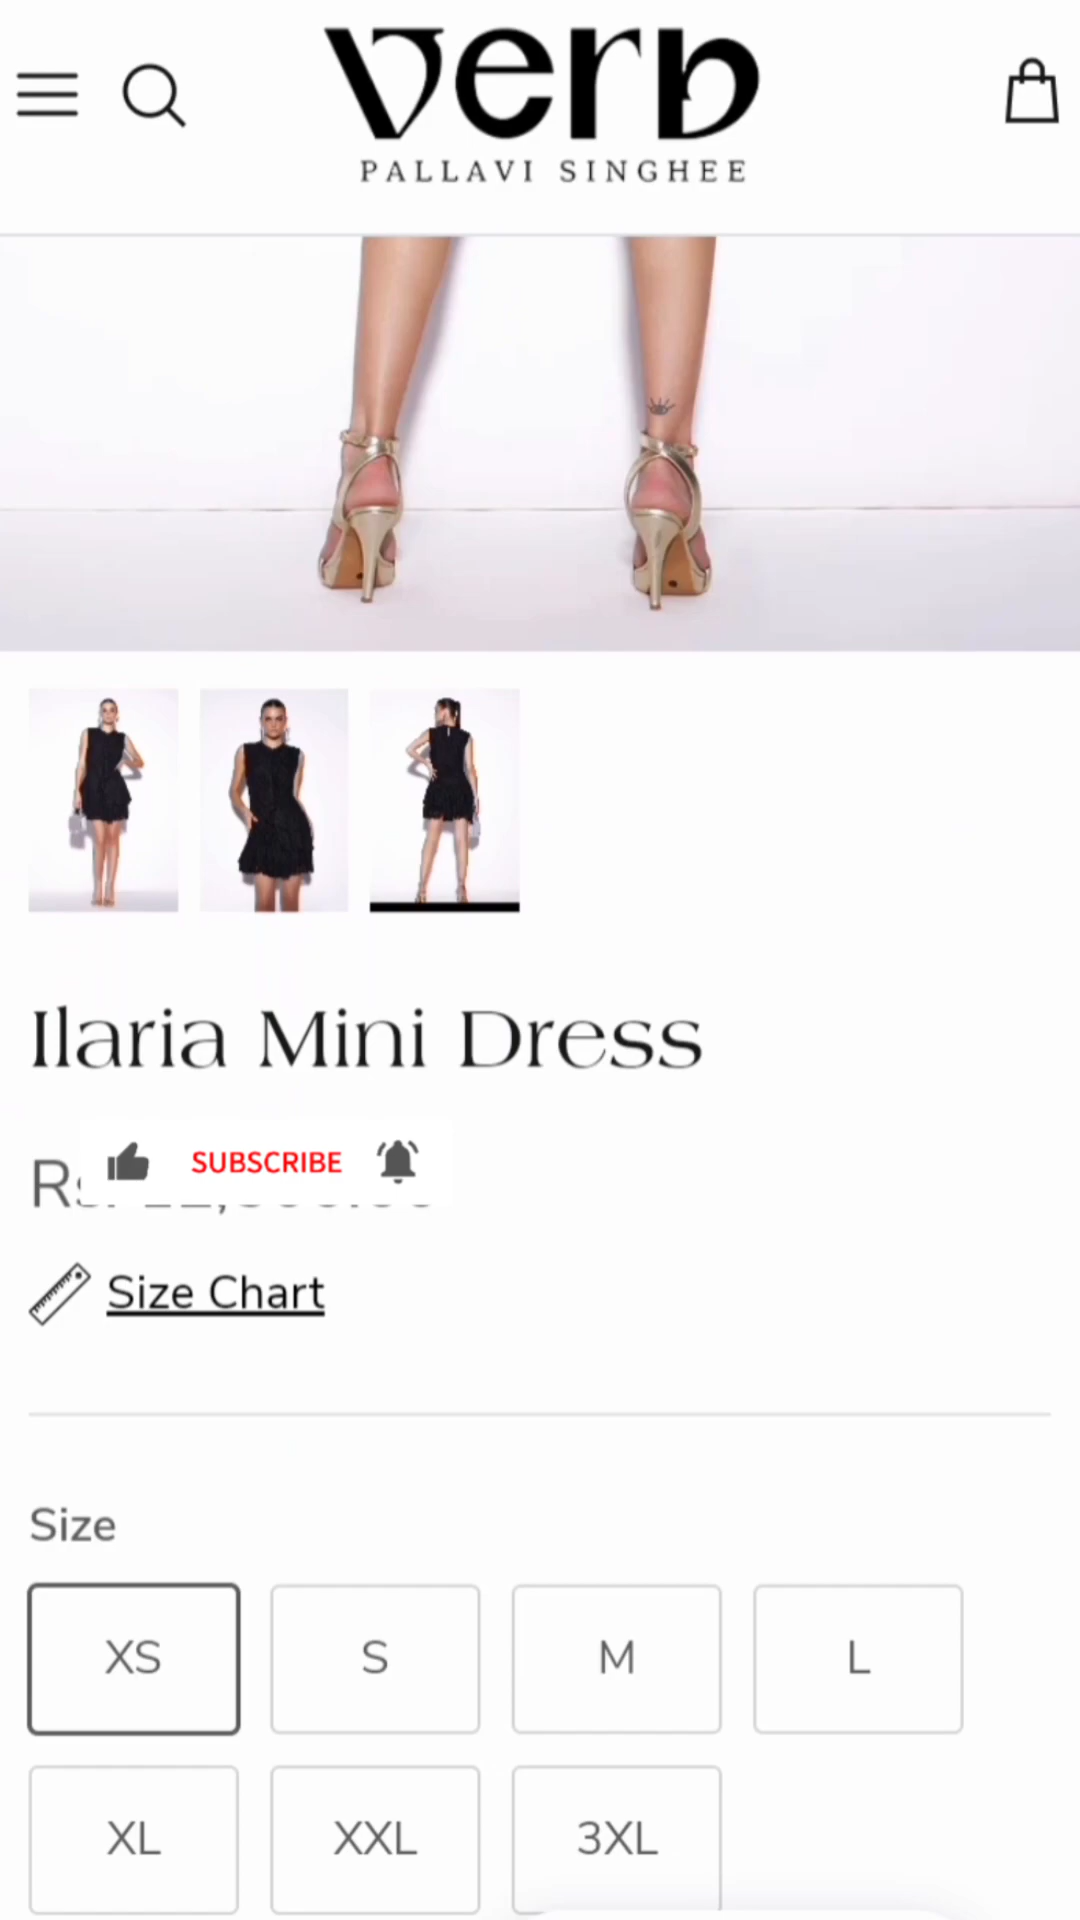 verb
PALLAVI SINGHEE
Ilaria Mini Dress
SUBSCRIBE
Size Chart
Size
XS S M L
XL XXL 3XL